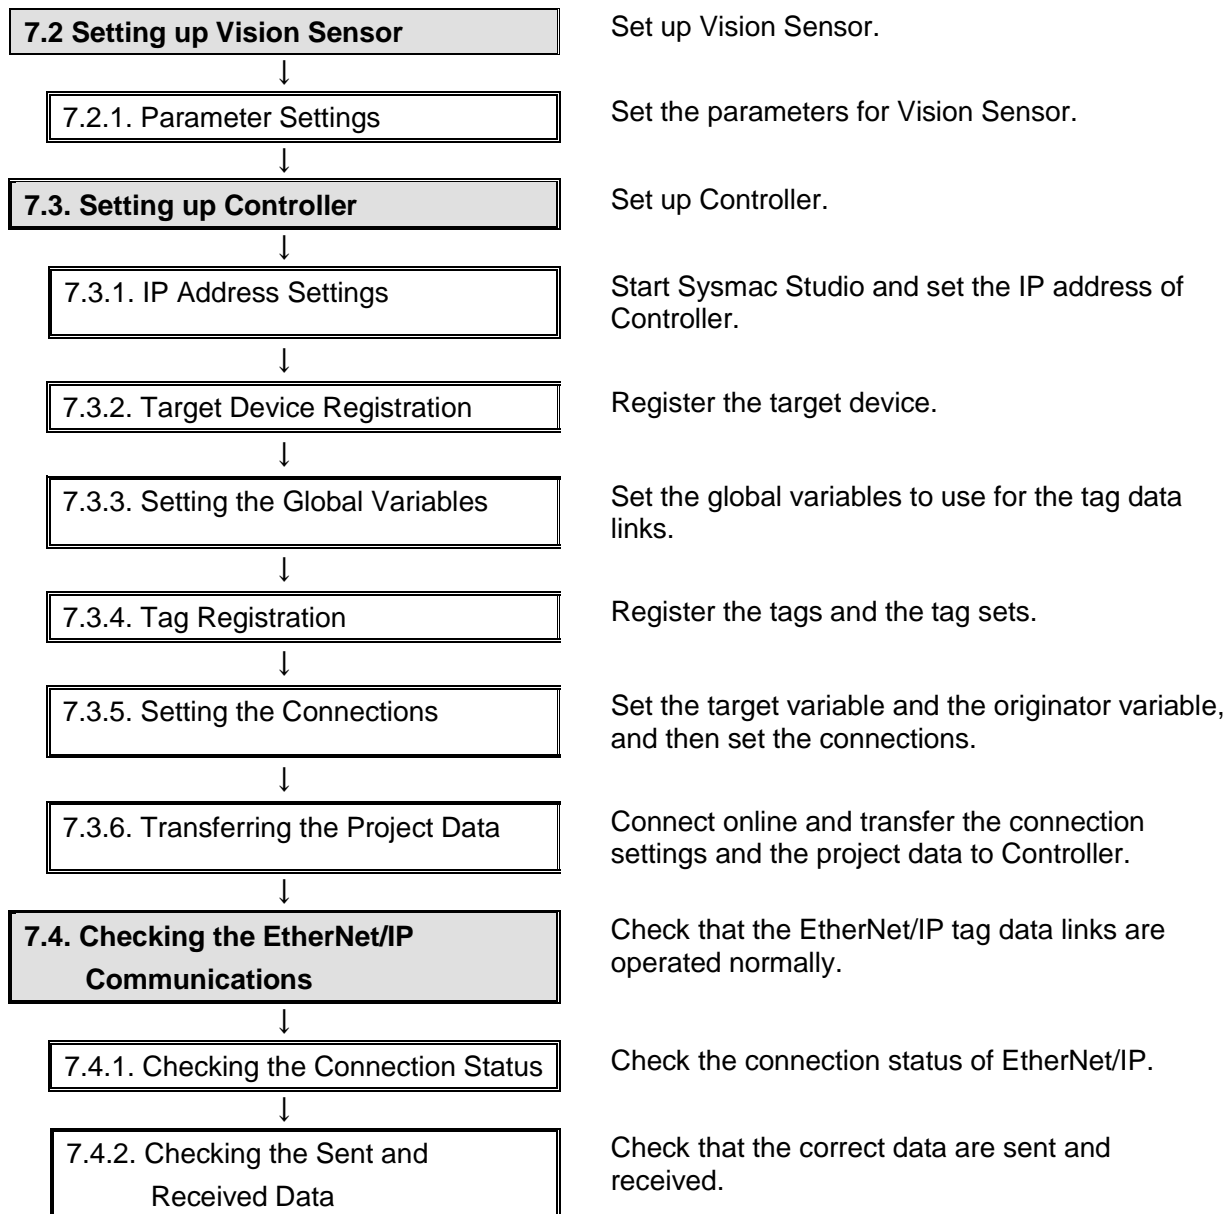 7.2 Setting up Vision Sensor
Set up Vision Sensor.
↓
7.2.1. Parameter Settings
Set the parameters for Vision Sensor.
↓
7.3. Setting up Controller
Set up Controller.
↓
7.3.1. IP Address Settings
Start Sysmac Studio and set the IP address of
Controller.
↓
7.3.2. Target Device Registration
Register the target device.
↓
7.3.3. Setting the Global Variables
Set the global variables to use for the tag data
links.
↓
7.3.4. Tag Registration
Register the tags and the tag sets.
↓
7.3.5. Setting the Connections
Set the target variable and the originator variable,
and then set the connections.
↓
7.3.6. Transferring the Project Data
Connect online and transfer the connection
settings and the project data to Controller.
↓
7.4. Checking the EtherNet/IP
Communications
Check that the EtherNet/IP tag data links are
operated normally.
↓
7.4.1. Checking the Connection Status
Check the connection status of EtherNet/IP.
↓
7.4.2. Checking the Sent and
Received Data
Check that the correct data are sent and
received.